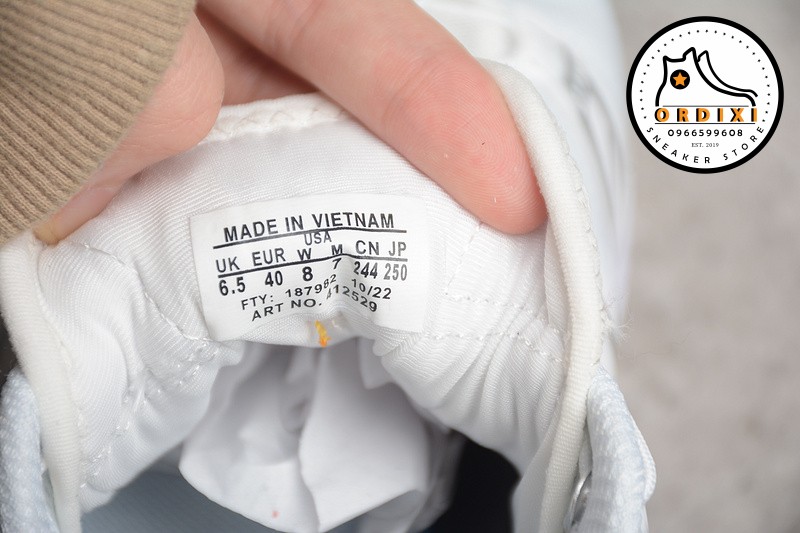 MADE IN VIETNAM
USA
UK EUR W M CN JP
6.5 40 8 7 244 250
FTY: 187982 10/22
ART NO. 412529
ORDIXI
0966599608
EST. 2019
SNEAKER STORE